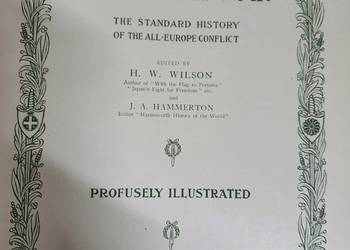 THE STANDARD HISTORY
OF THE ALL-EUROPE CONFLICT
EDITED BY
H. W. WILSON
Author of "With the Flag to Pretoria"
"Japan's Fight for Freedom" etc.
and
J. A. HAMMERTON
Editor "Harmsworth History of the World"
PROFUSELY ILLUSTRATED